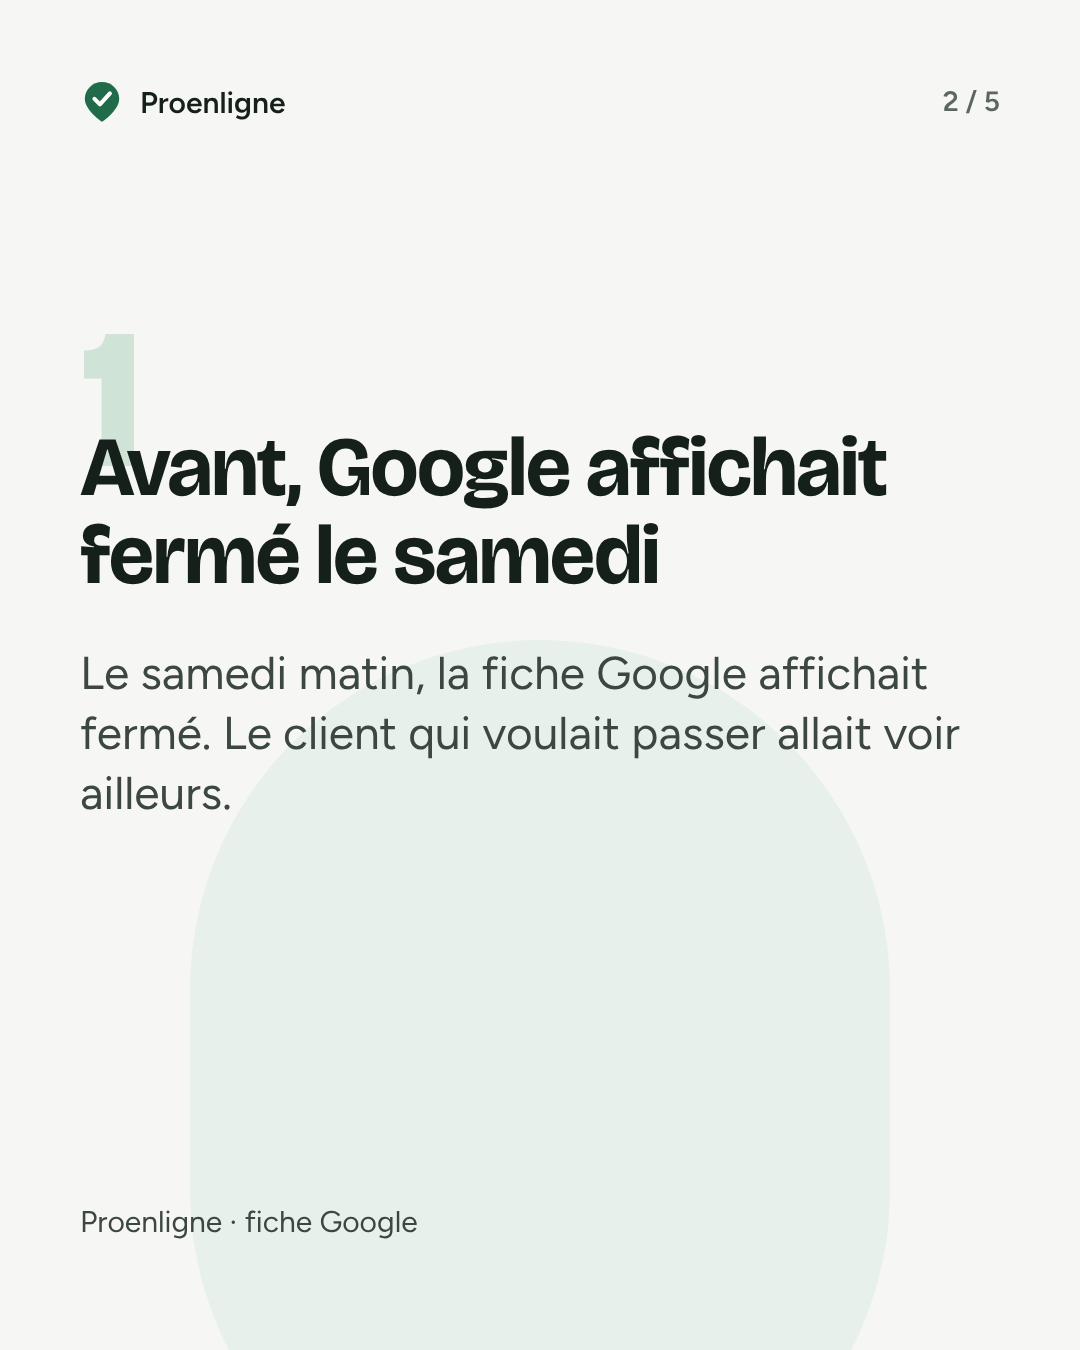 Proenligne
2 / 5
1
Avant, Google affichait
fermé le samedi
Le samedi matin, la fiche Google affichait
fermé. Le client qui voulait passer allait voir
ailleurs.
Proenligne · fiche Google